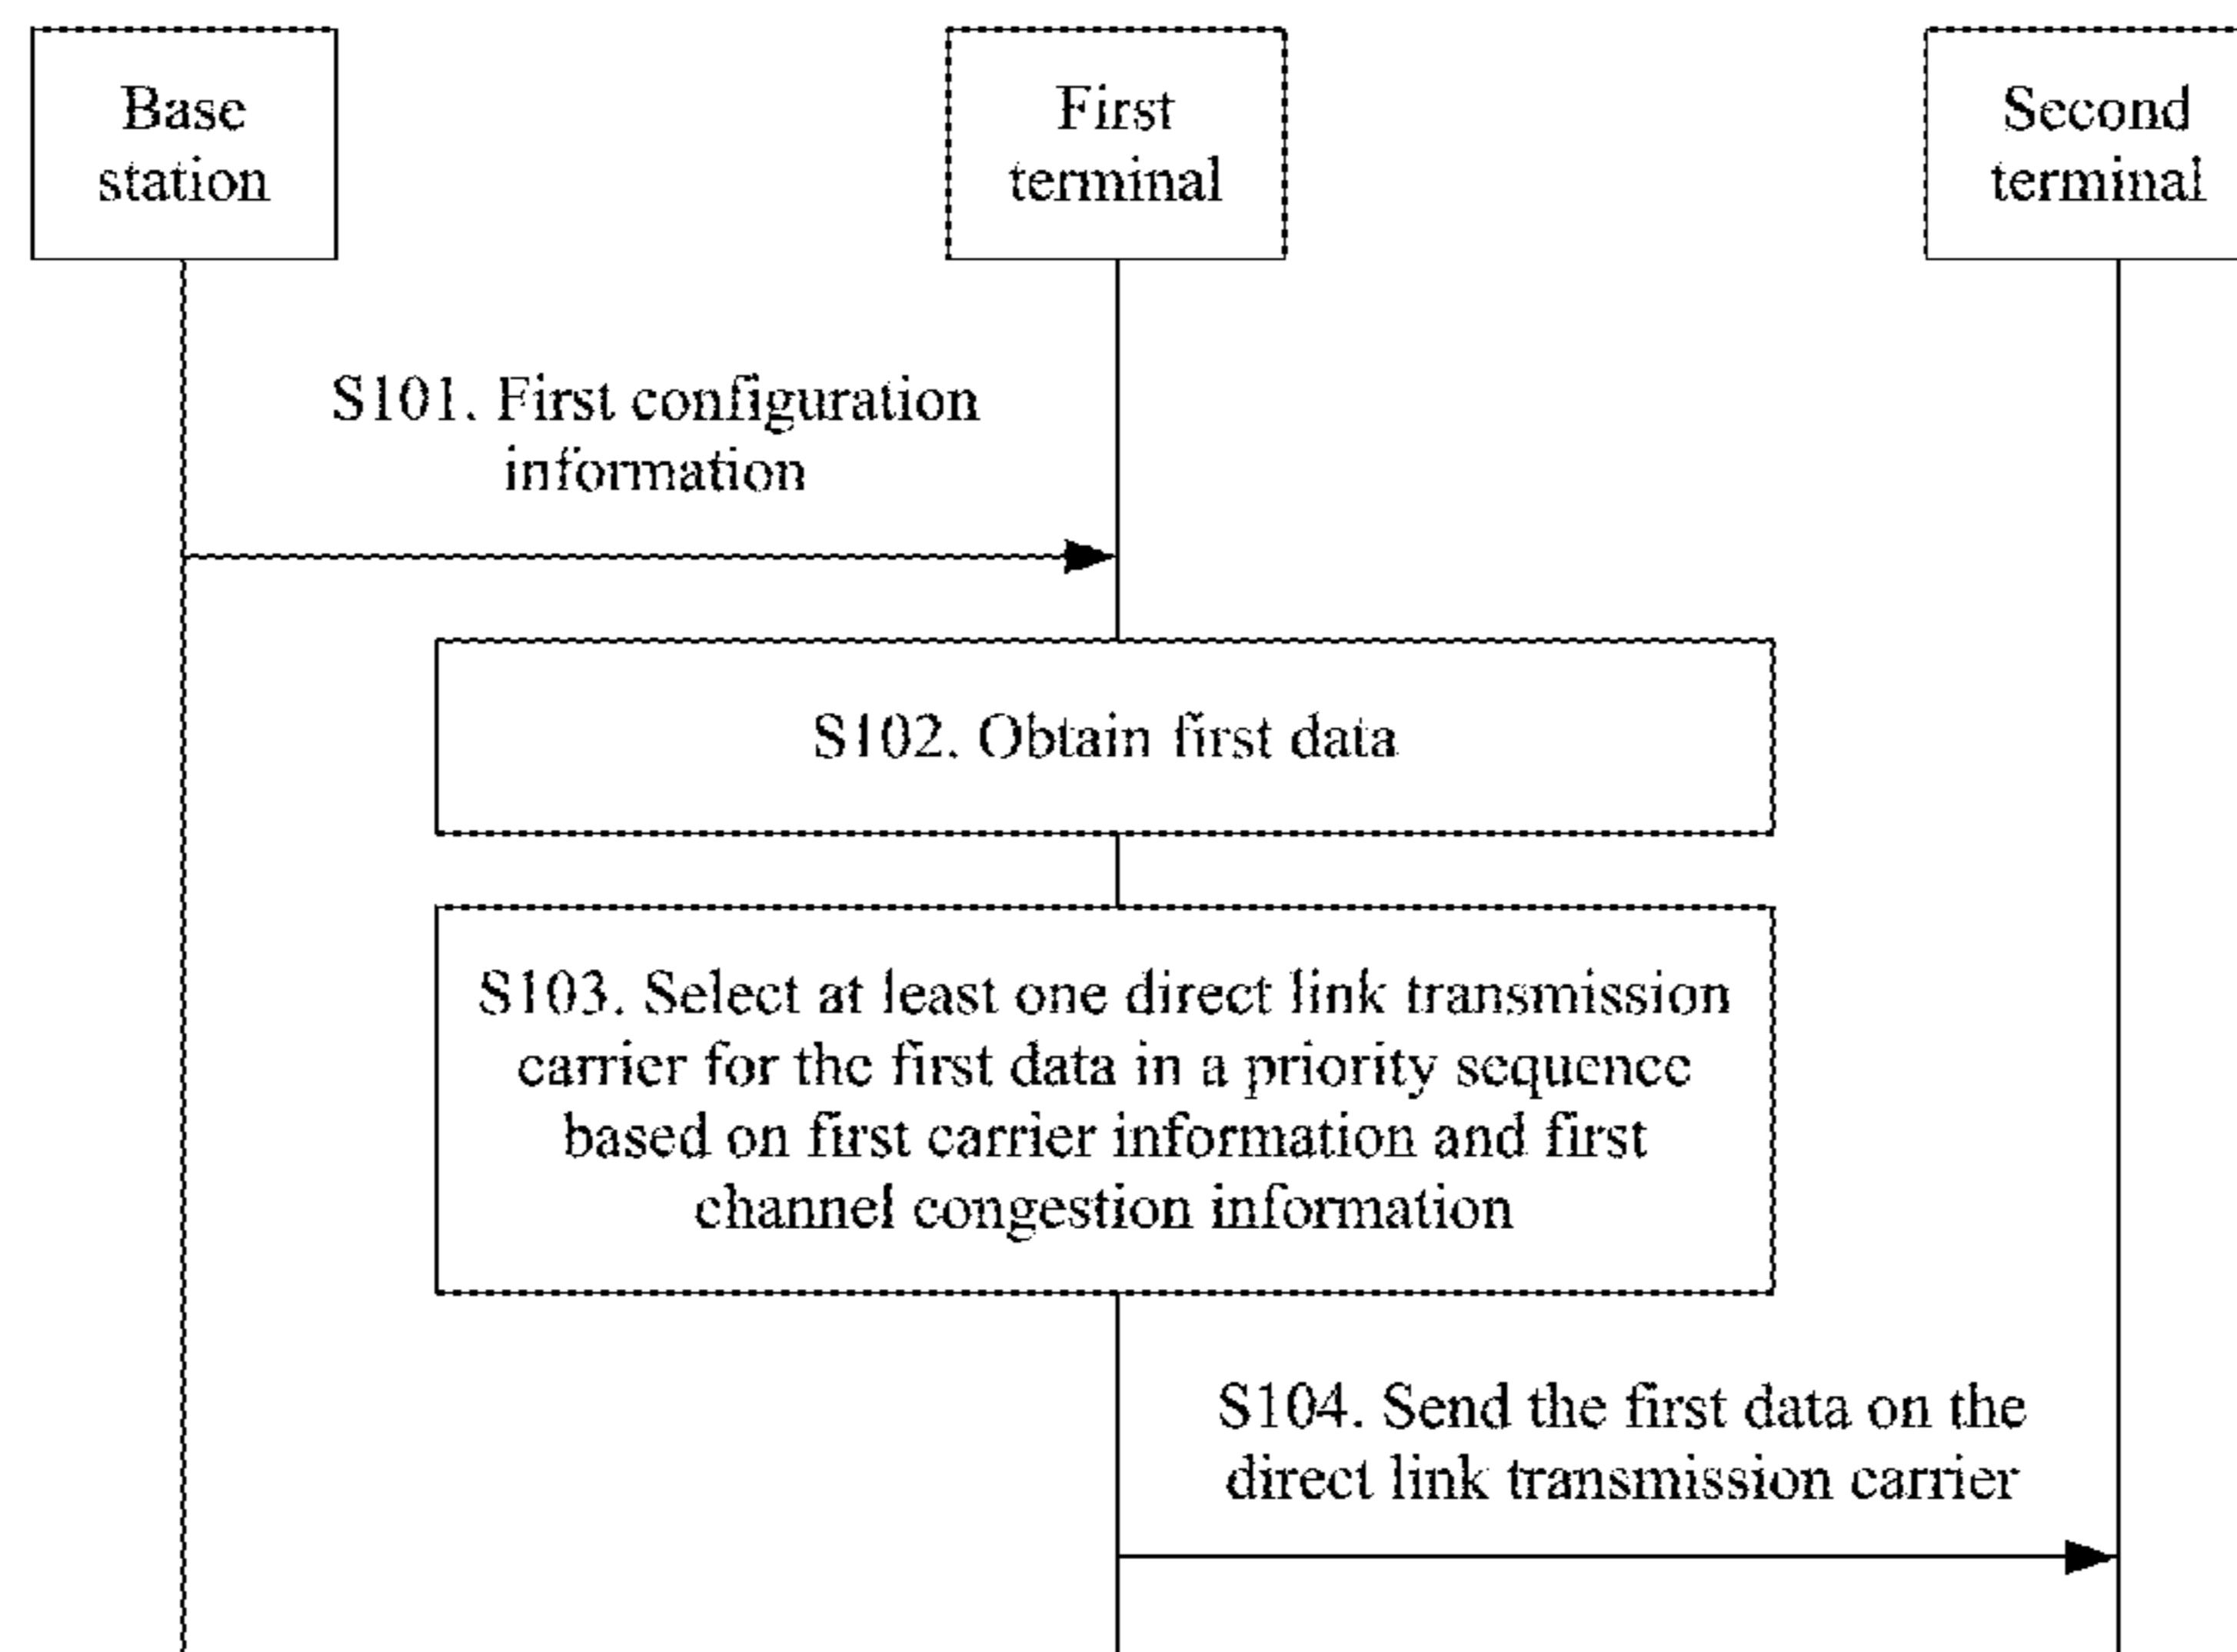 Base
station
First
terminal
Second
terminal
S101. First configuration
information
S102. Obtain first data
S103. Select at least one direct link transmission
carrier for the first data in a priority sequence
based on first carrier information and first
channel congestion information
S104. Send the first data on the
direct link transmission carrier